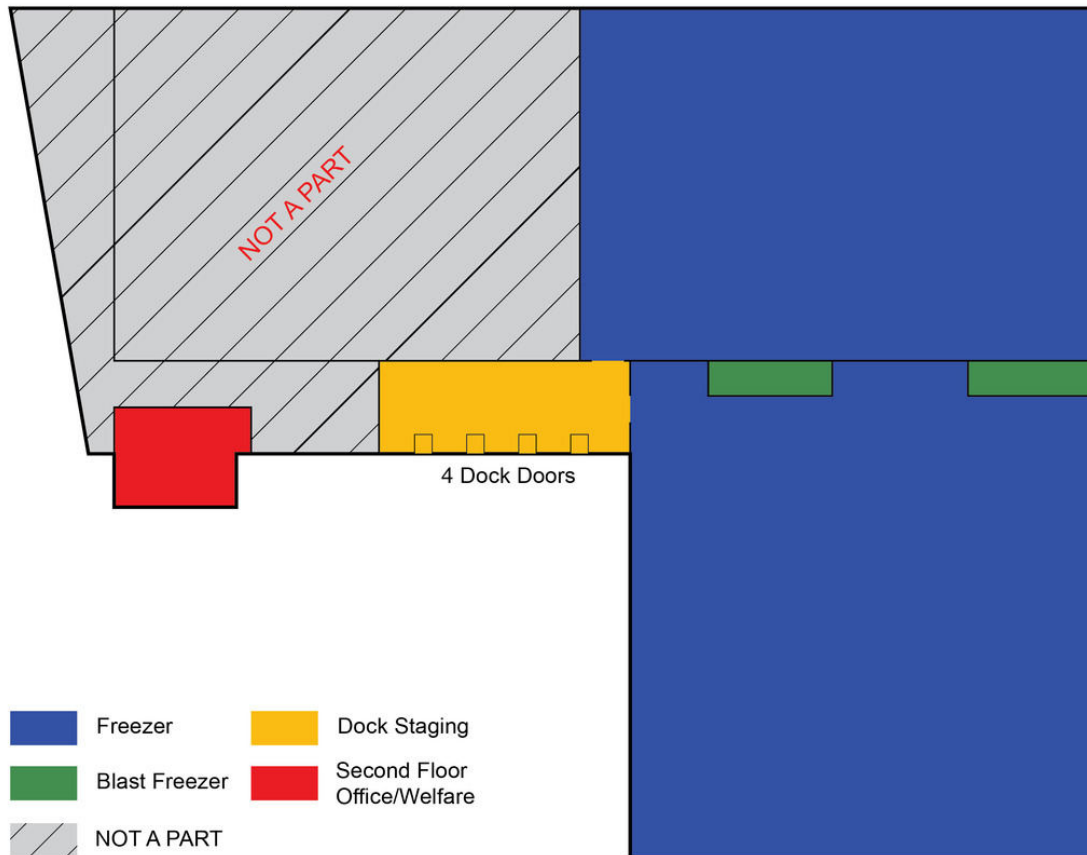 NOT A PART
4 Dock Doors
Freezer
Dock Staging
Blast Freezer
Second Floor
Office/Welfare
NOT A PART